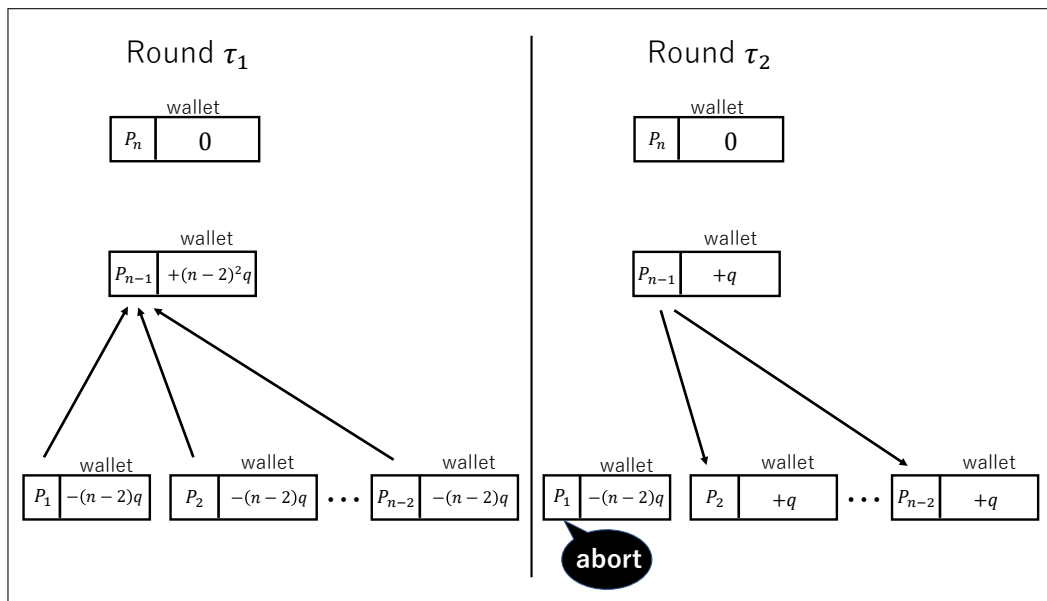 Round τ₁
wallet
Pₙ 0
wallet
Pₙ₋₁ +(n − 2)²q
wallet wallet wallet
P₁ −(n − 2)q P₂ −(n − 2)q ••• Pₙ₋₂ −(n − 2)q
Round τ₂
wallet
Pₙ 0
wallet
Pₙ₋₁ +q
wallet wallet wallet
P₁ −(n − 2)q P₂ +q ••• Pₙ₋₂ +q
abort